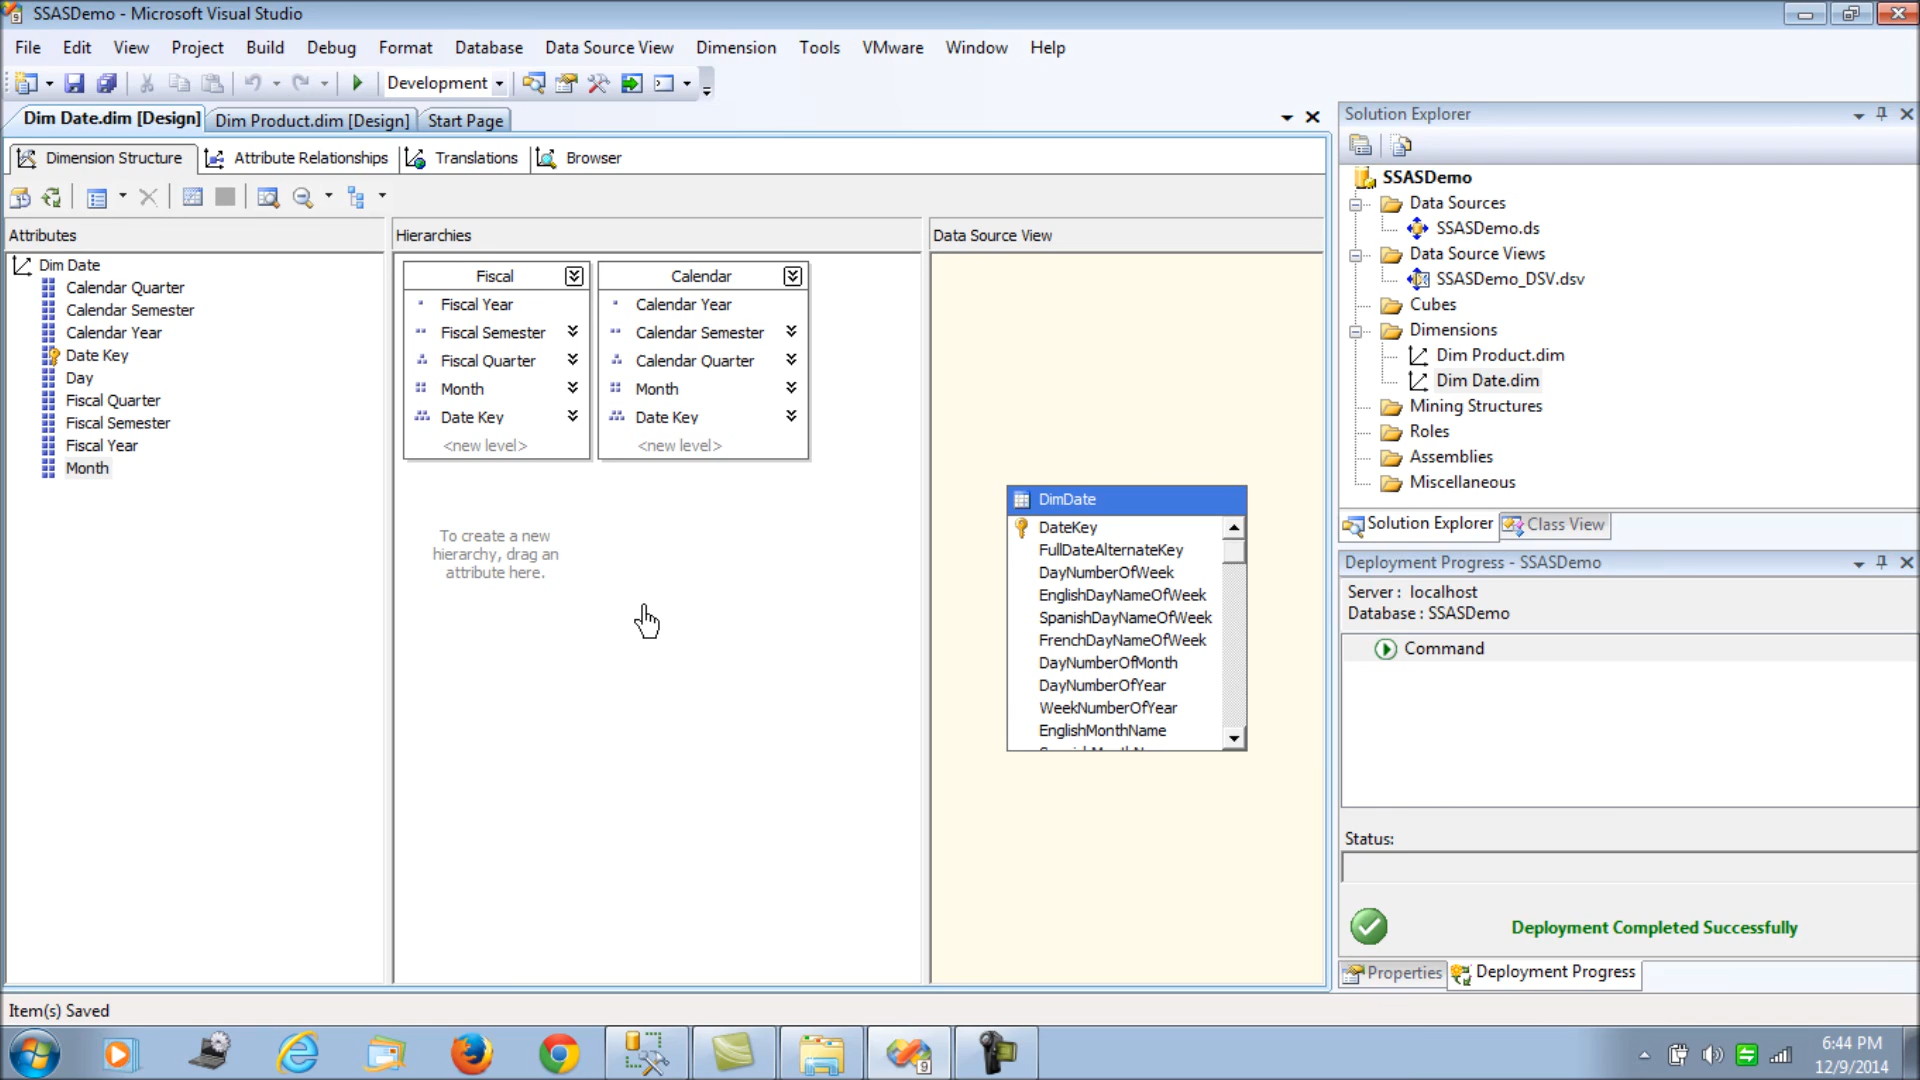 SSASDemo - Microsoft Visual Studio
File Edit View Project Build Debug Format Database Data Source View Dimension Tools VMware Window Help
Development
Dim Date.dim [Design] Dim Product.dim [Design] Start Page
Dimension Structure Attribute Relationships Translations Browser
Attributes
Dim Date
Calendar Quarter
Calendar Semester
Calendar Year
Date Key
Day
Fiscal Quarter
Fiscal Semester
Fiscal Year
Month
Hierarchies
Fiscal
Fiscal Year
Fiscal Semester
Fiscal Quarter
Month
Date Key
<new level>
Calendar
Calendar Year
Calendar Semester
Calendar Quarter
Month
Date Key
<new level>
To create a new
hierarchy, drag an
attribute here.
Data Source View
DimDate
DateKey
FullDateAlternateKey
DayNumberOfWeek
EnglishDayNameOfWeek
SpanishDayNameOfWeek
FrenchDayNameOfWeek
DayNumberOfMonth
DayNumberOfYear
WeekNumberOfYear
EnglishMonthName
Solution Explorer
SSASDemo
Data Sources
SSASDemo.ds
Data Source Views
SSASDemo_DSV.dsv
Cubes
Dimensions
Dim Product.dim
Dim Date.dim
Mining Structures
Roles
Assemblies
Miscellaneous
Solution Explorer Class View
Deployment Progress - SSASDemo
Server : localhost
Database : SSASDemo
Command
Status:
Deployment Completed Successfully
Properties Deployment Progress
Item(s) Saved
9
6:44 PM
12/9/2014